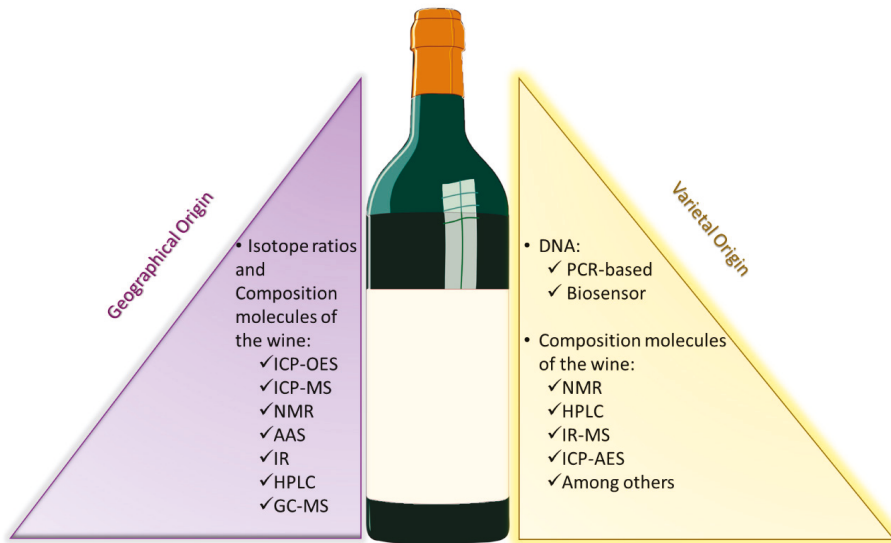 Geographical Origin
• Isotope ratios
and
Composition
molecules of
the wine:
✓ICP-OES
✓ICP-MS
✓NMR
✓AAS
✓IR
✓HPLC
✓GC-MS
Varietal Origin
• DNA:
✓ PCR-based
✓ Biosensor
• Composition molecules
of the wine:
✓NMR
✓HPLC
✓IR-MS
✓ICP-AES
✓Among others